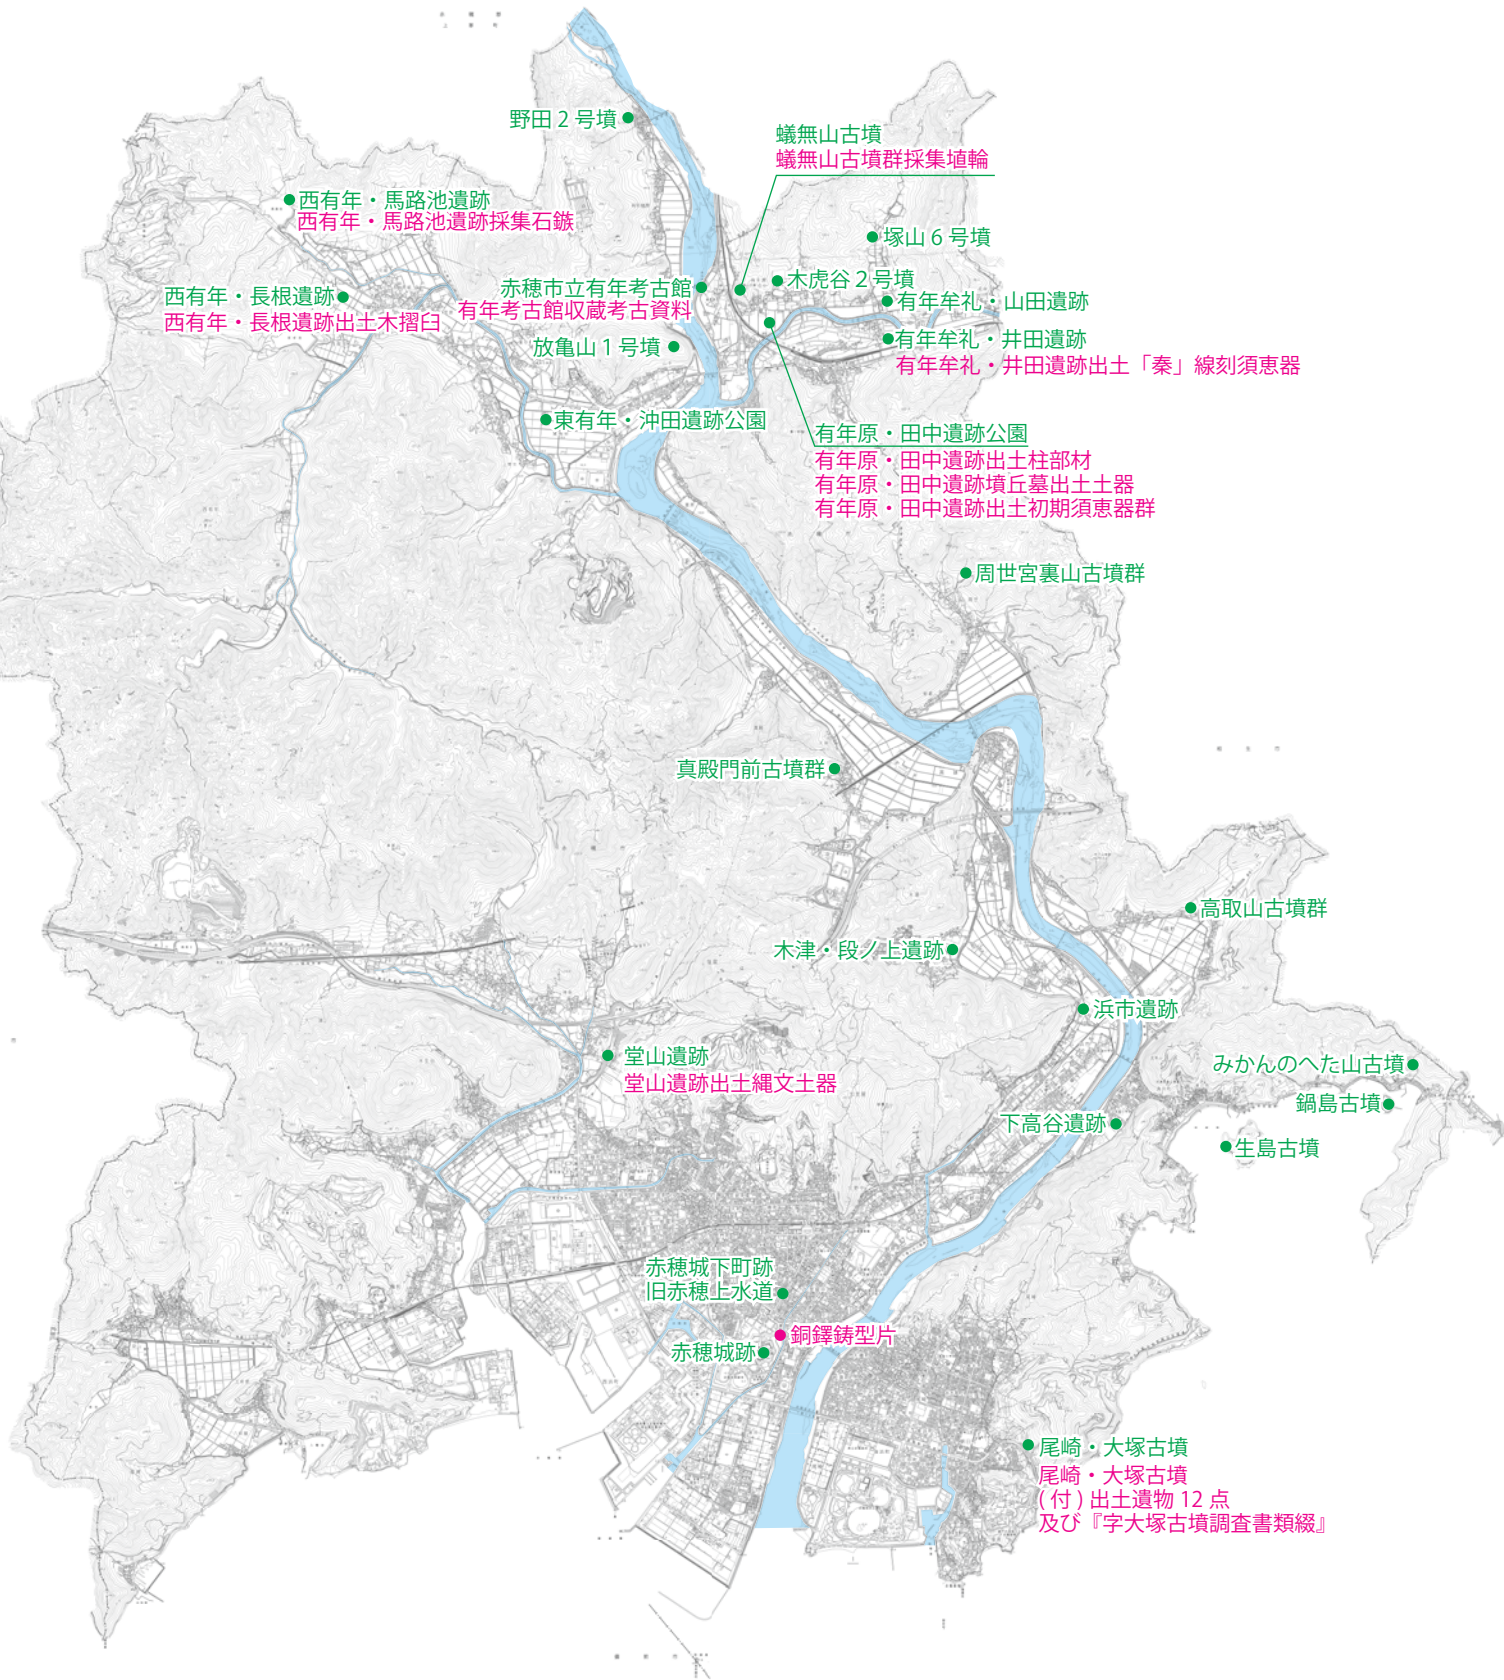 野田2号墳
蟻無山古墳
蟻無山古墳群採集埴輪
西有年・馬路池遺跡
西有年・馬路池遺跡採集石鏃
塚山6号墳
木虎谷2号墳
赤穂市立有年考古館
有年考古館収蔵考古資料
西有年・長根遺跡
西有年・長根遺跡出土木摺臼
有年牟礼・山田遺跡
有年牟礼・井田遺跡
有年牟礼・井田遺跡出土「秦」線刻須恵器
放亀山1号墳
東有年・沖田遺跡公園
有年原・田中遺跡公園
有年原・田中遺跡出土柱部材
有年原・田中遺跡墳丘墓出土土器
有年原・田中遺跡出土初期須恵器群
周世宮裏山古墳群
真殿門前古墳群
高取山古墳群
木津・段ノ上遺跡
浜市遺跡
堂山遺跡
堂山遺跡出土縄文土器
みかんのへた山古墳
鍋島古墳
下高谷遺跡
生島古墳
赤穂城下町跡
旧赤穂上水道
銅鐸鋳型片
赤穂城跡
尾崎・大塚古墳
尾崎・大塚古墳
(付)出土遺物12点
及び『字大塚古墳調査書類綴』